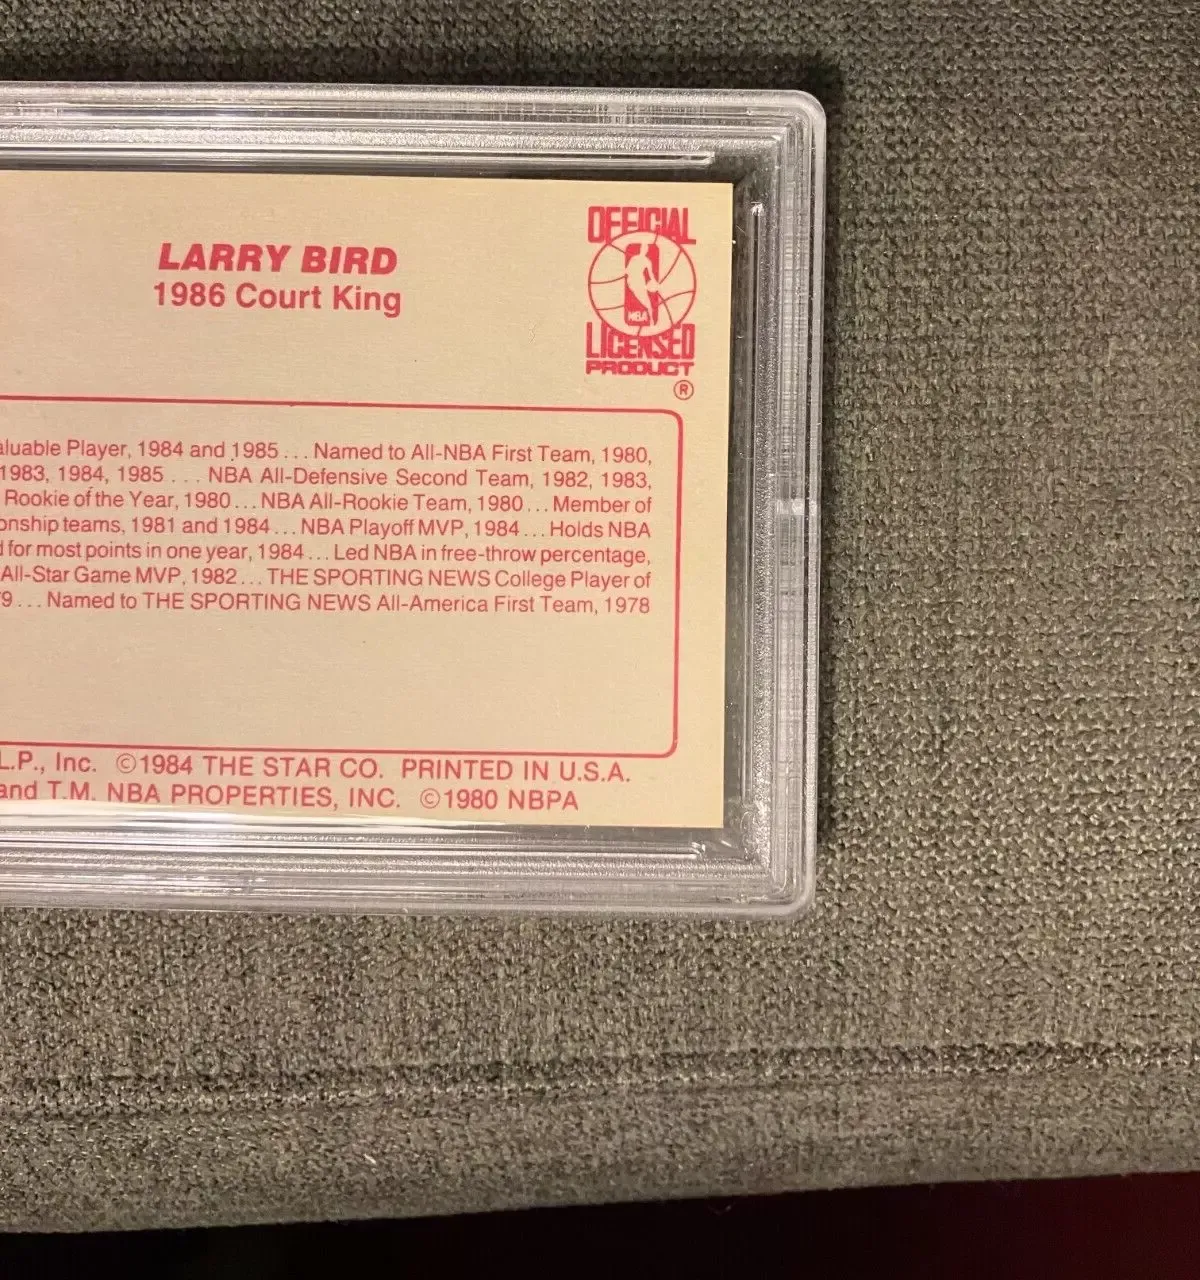 LARRY BIRD
1986 Court King
OFFICIAL
NBA
LICENSED
PRODUCT
®
aluable Player, 1984 and 1985 . . . Named to All-NBA First Team, 1980,
1983, 1984, 1985 . . . NBA All-Defensive Second Team, 1982, 1983,
Rookie of the Year, 1980 . . . NBA All-Rookie Team, 1980 . . . Member of
onship teams, 1981 and 1984 . . . NBA Playoff MVP, 1984 . . . Holds NBA
d for most points in one year, 1984 . . . Led NBA in free-throw percentage,
All-Star Game MVP, 1982 . . . THE SPORTING NEWS College Player of
9 . . . Named to THE SPORTING NEWS All-America First Team, 1978
L.P., Inc. ©1984 THE STAR CO. PRINTED IN U.S.A.
and T.M. NBA PROPERTIES, INC. ©1980 NBPA